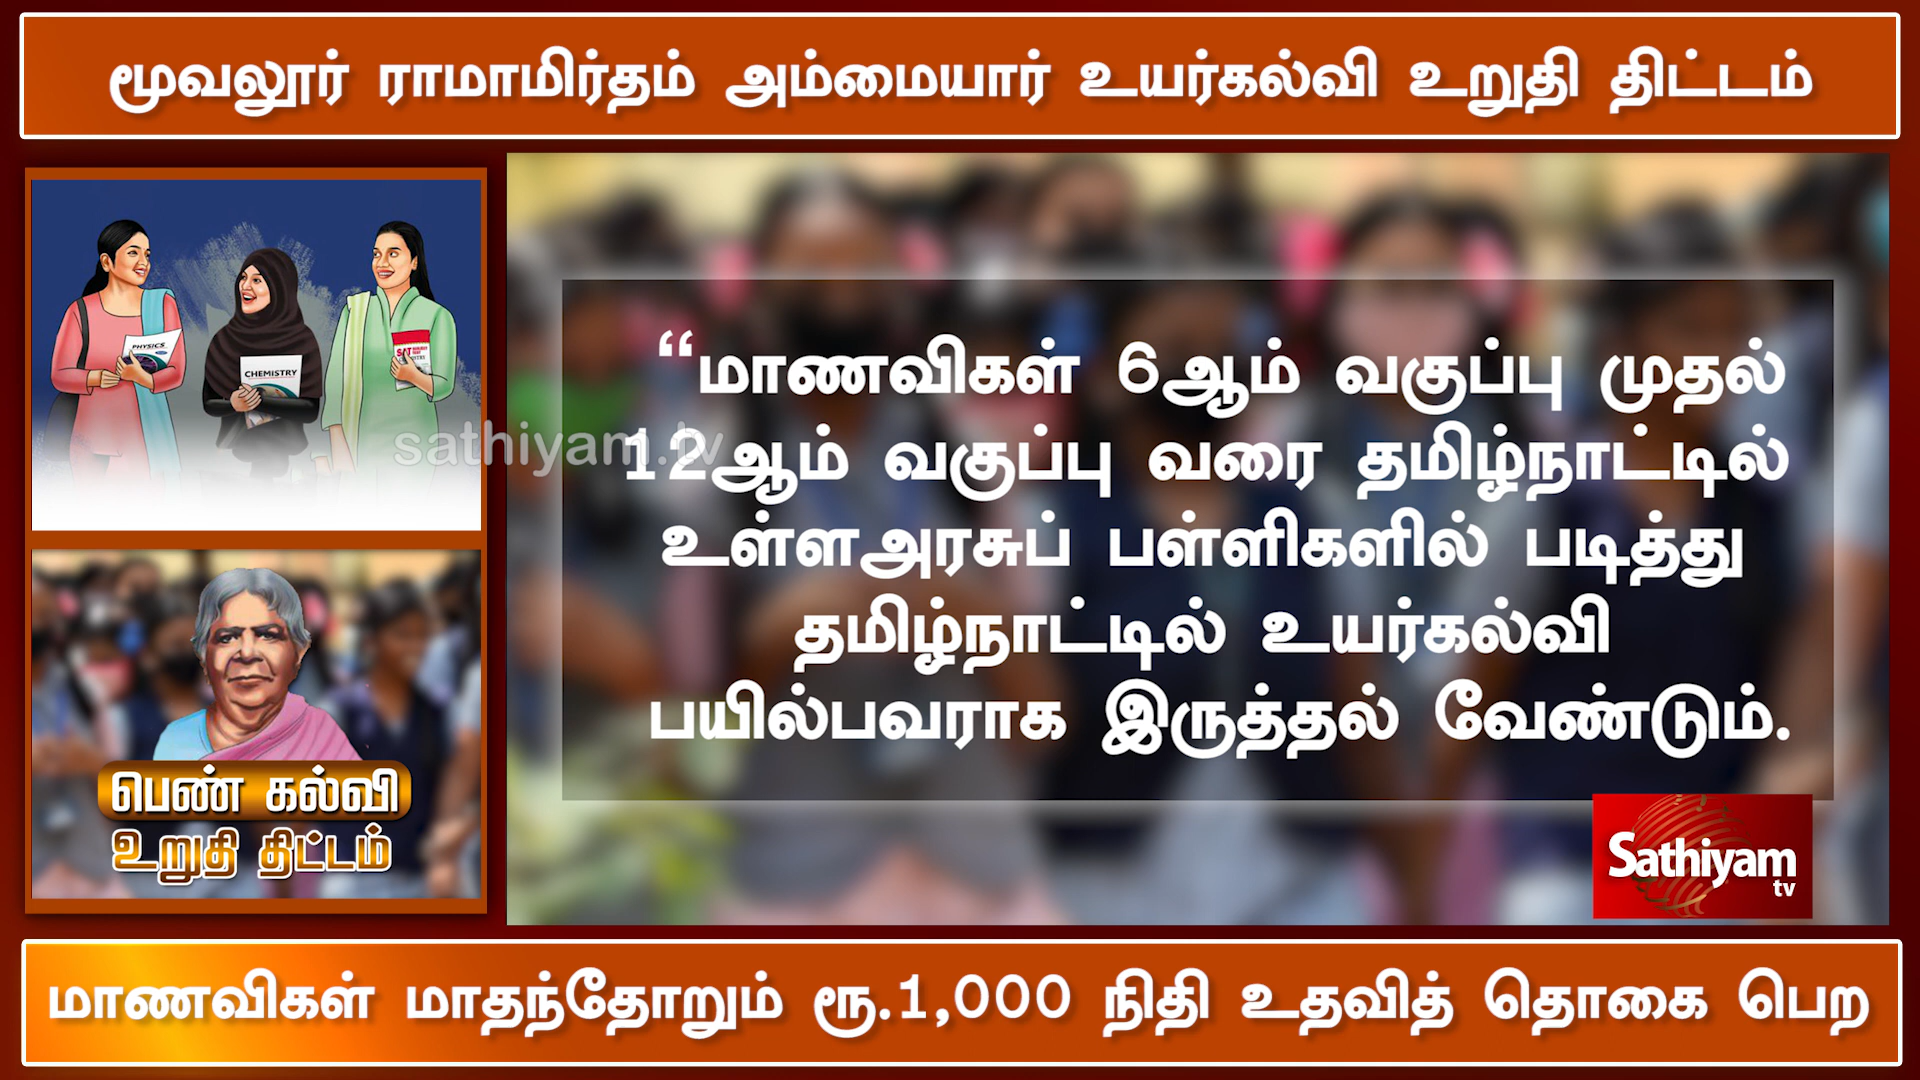 மூவலூர் ராமாமிர்தம் அம்மையார் உயர்கல்வி உறுதி திட்டம்
PHYSICS
CHEMISTRY
SAT
sathiyam.tv
பெண் கல்வி
உறுதி திட்டம்
“மாணவிகள் 6ஆம் வகுப்பு முதல்
12ஆம் வகுப்பு வரை தமிழ்நாட்டில்
உள்ளஅரசுப் பள்ளிகளில் படித்து
தமிழ்நாட்டில் உயர்கல்வி
பயில்பவராக இருத்தல் வேண்டும்.
Sathiyam
tv
மாணவிகள் மாதந்தோறும் ரூ.1,000 நிதி உதவித் தொகை பெற